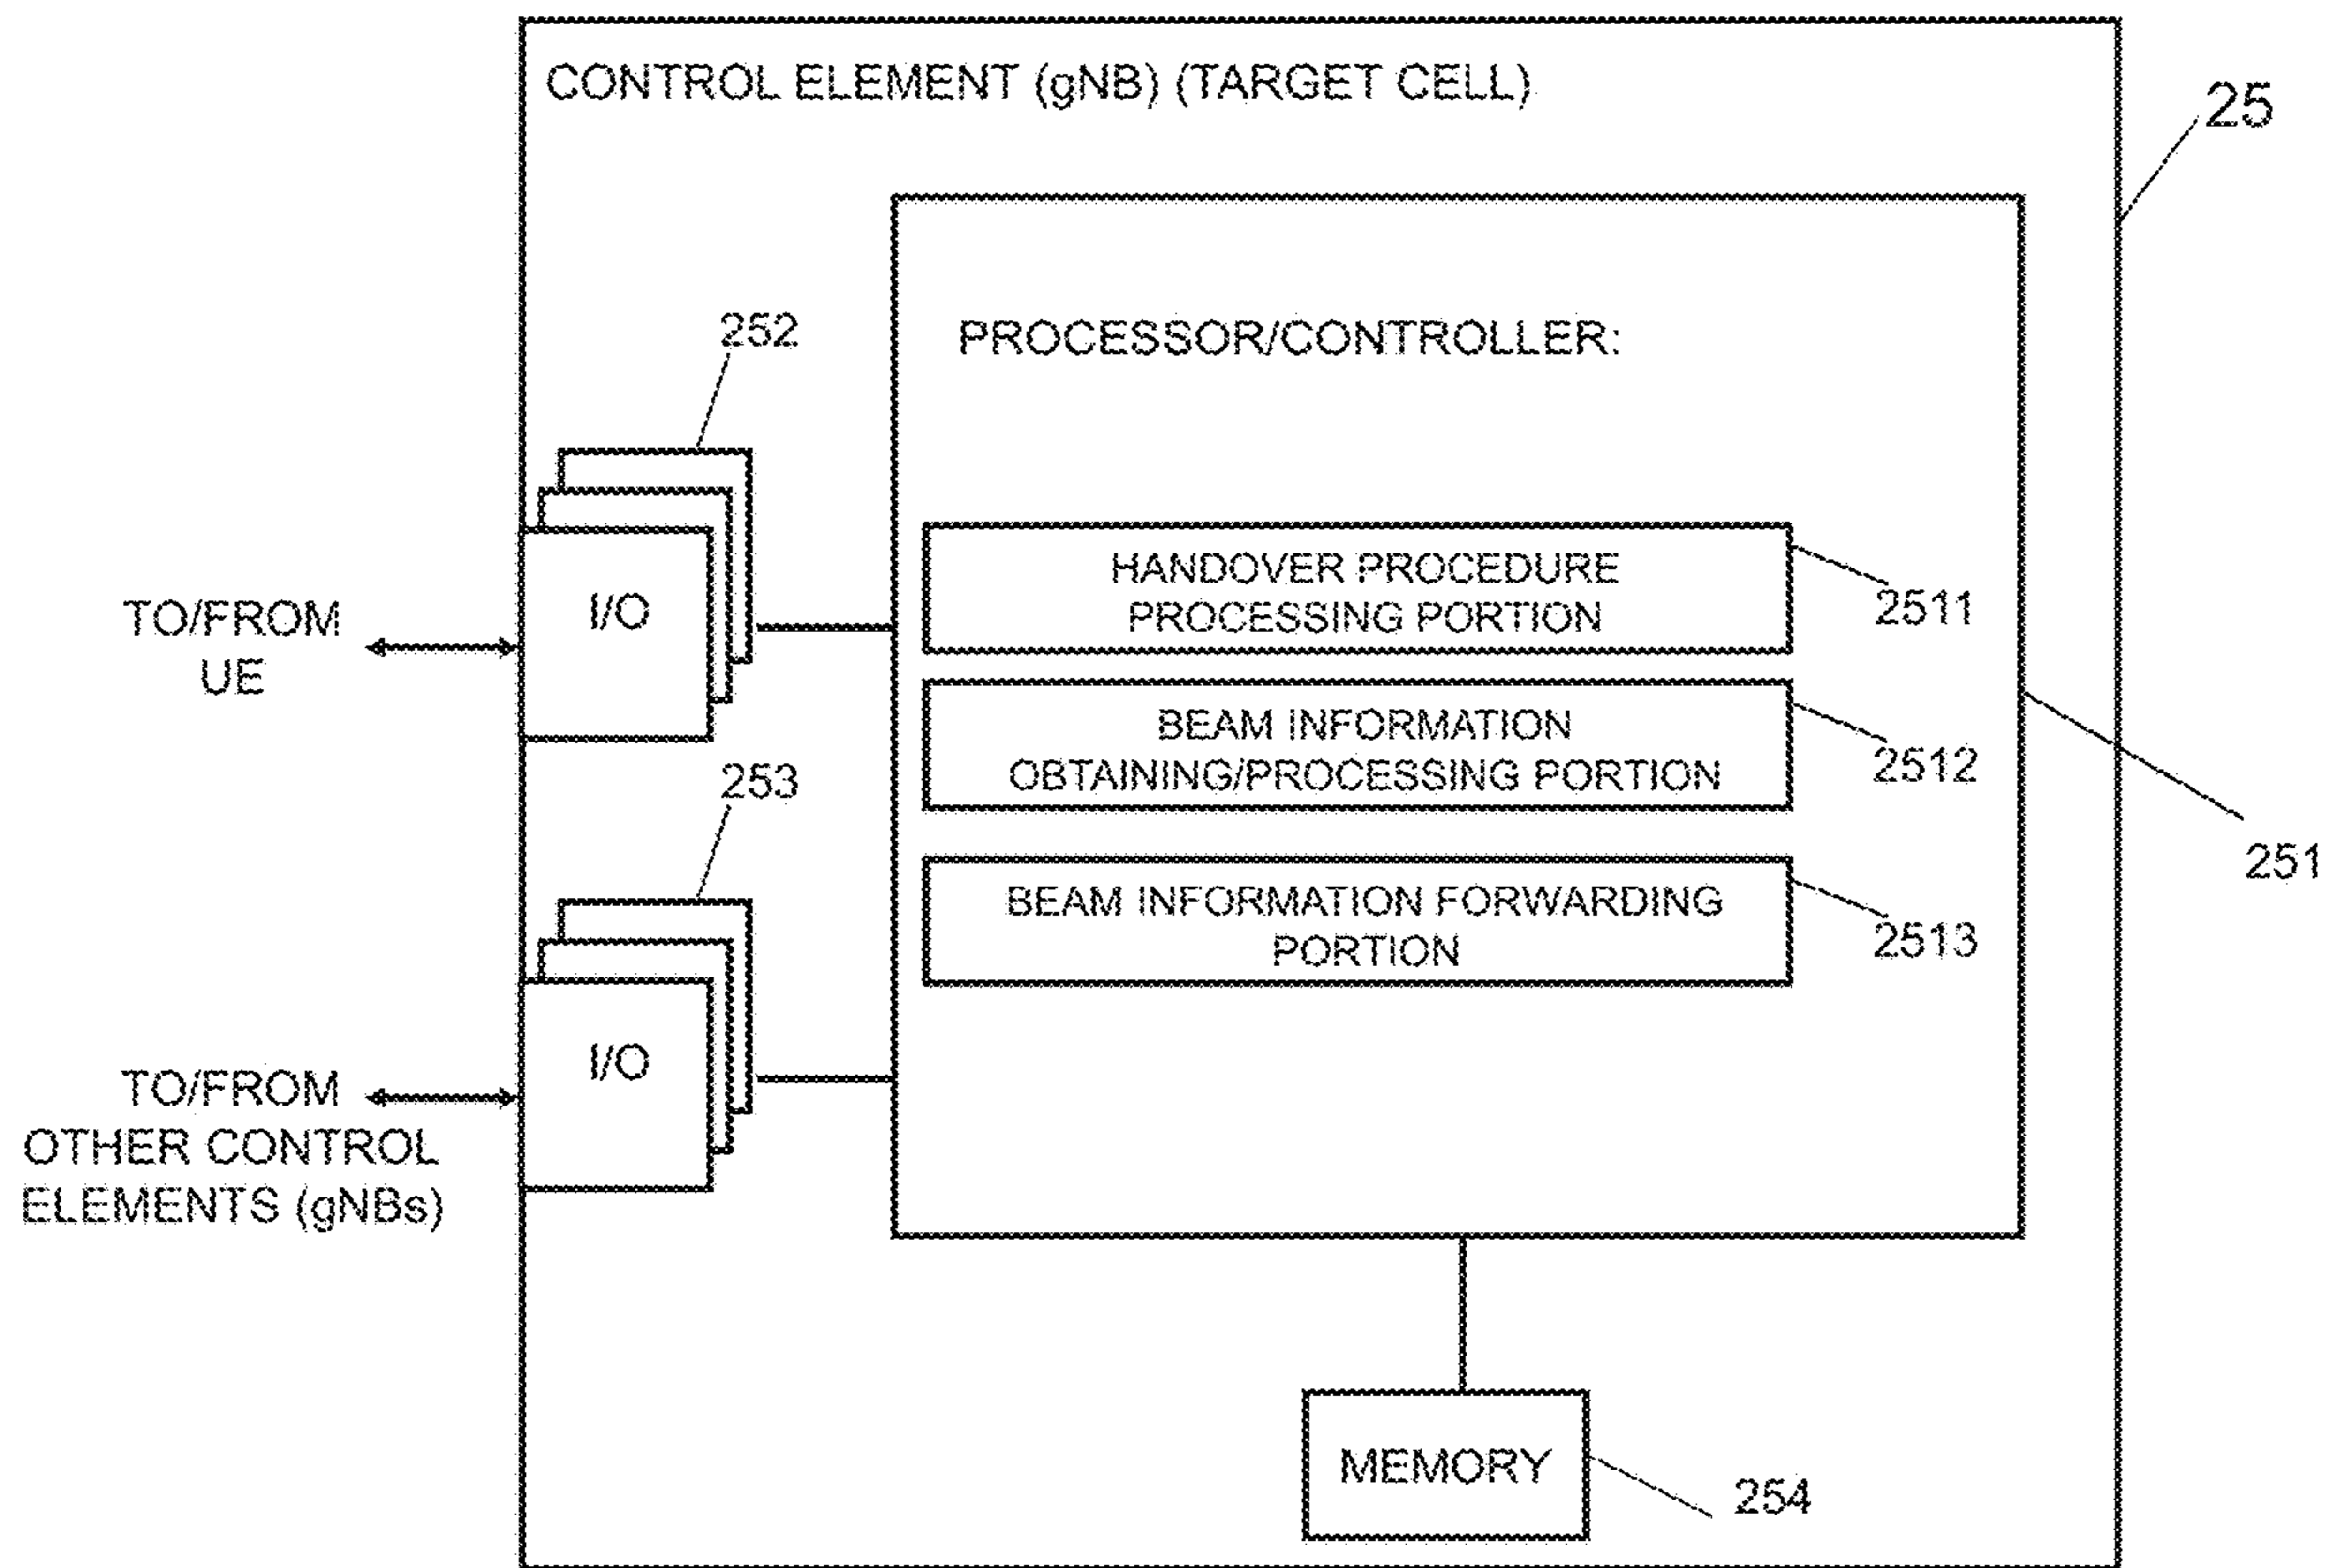 CONTROL ELEMENT (gNB) (TARGET CELL)
25
252
PROCESSOR/CONTROLLER:
I/O
TO/FROM
UE
HANDOVER PROCEDURE
PROCESSING PORTION
2511
BEAM INFORMATION
OBTAINING/PROCESSING PORTION
2512
253
251
BEAM INFORMATION FORWARDING
PORTION
2513
I/O
TO/FROM
OTHER CONTROL
ELEMENTS (gNBs)
MEMORY
254